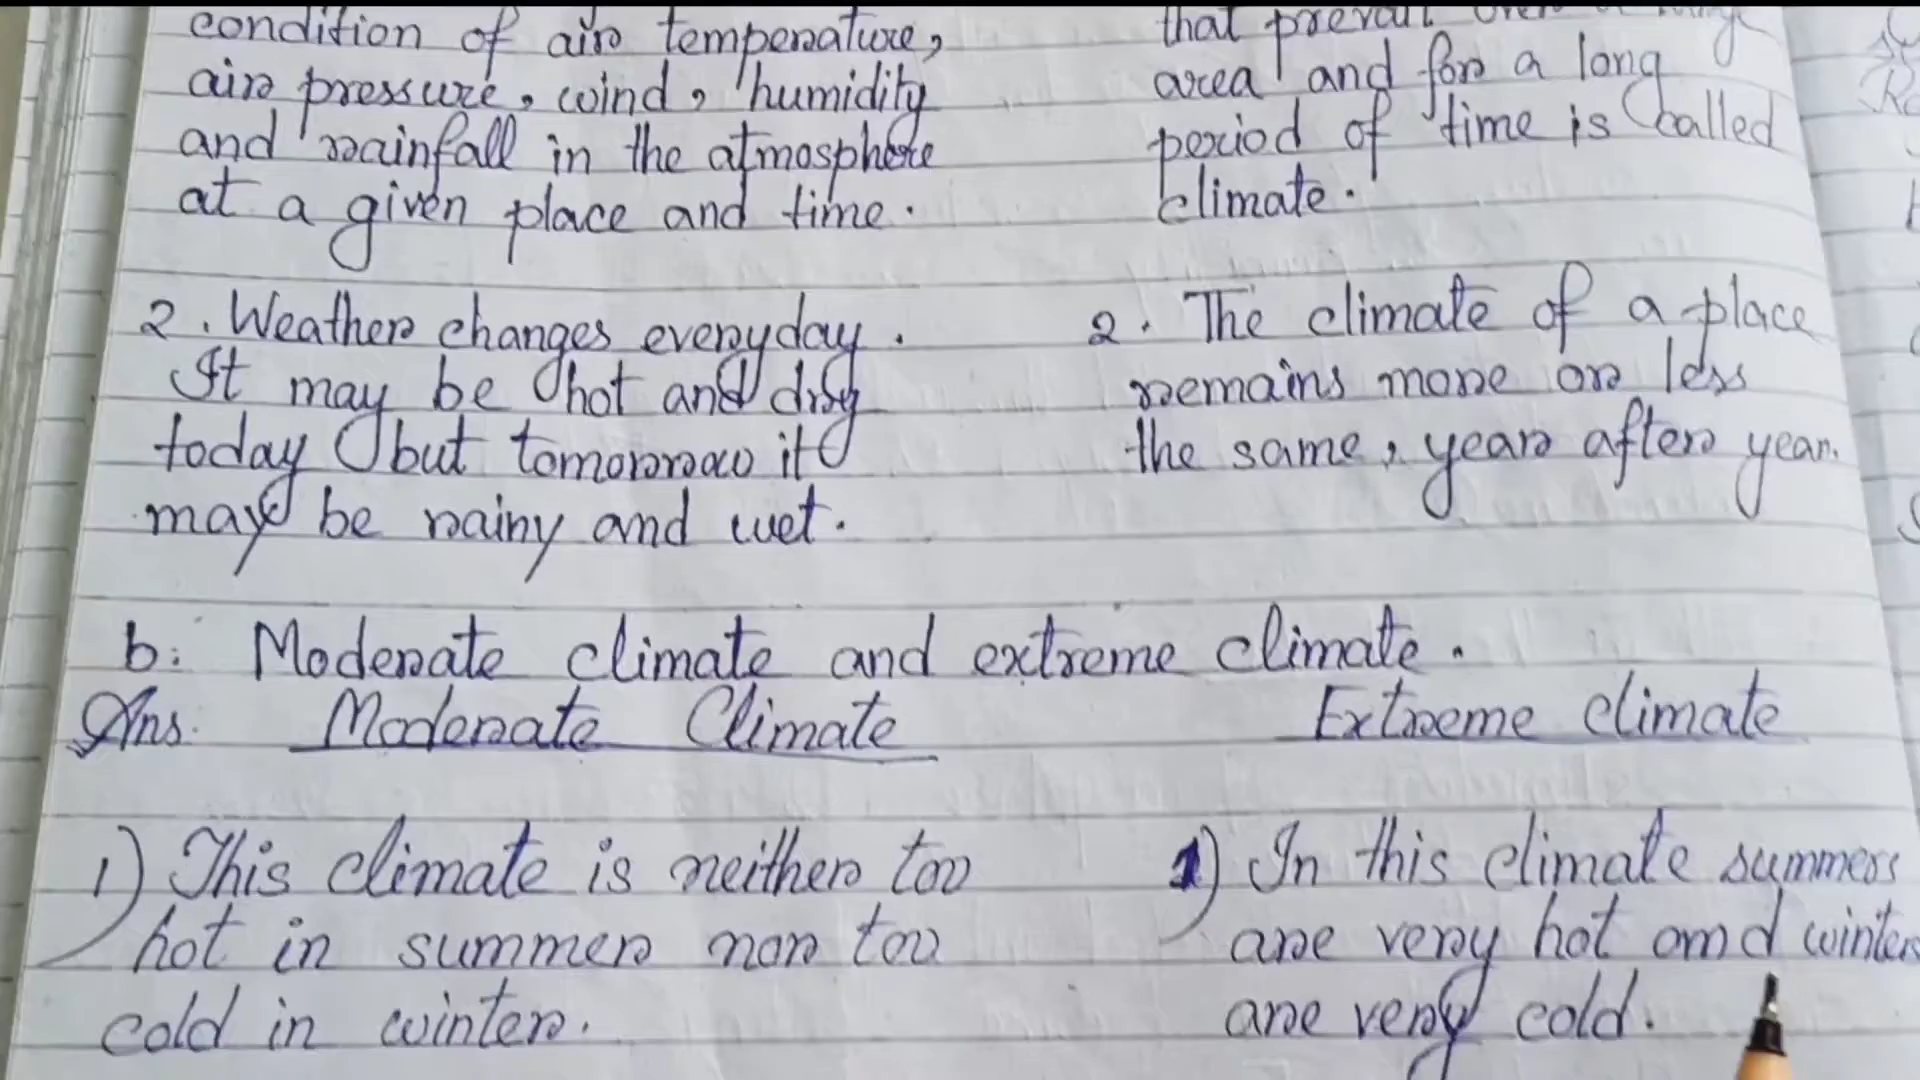 condition of air temperature,
air pressure, wind, humidity
and rainfall in the atmosphere
at a given place and time.
2. Weather changes everyday.
It may be hot and dry
today but tomorrow it
may be rainy and wet.
that prevail over a large
area and for a long
period of time is called
climate.
2. The climate of a place
remains more or less
the same, year after year.
b: Moderate climate and extreme climate.
Ans. Moderate Climate
1) This climate is neither too
hot in summer nor too
cold in winter.
Extreme climate
1) In this climate summers
are very hot and winters
are very cold.